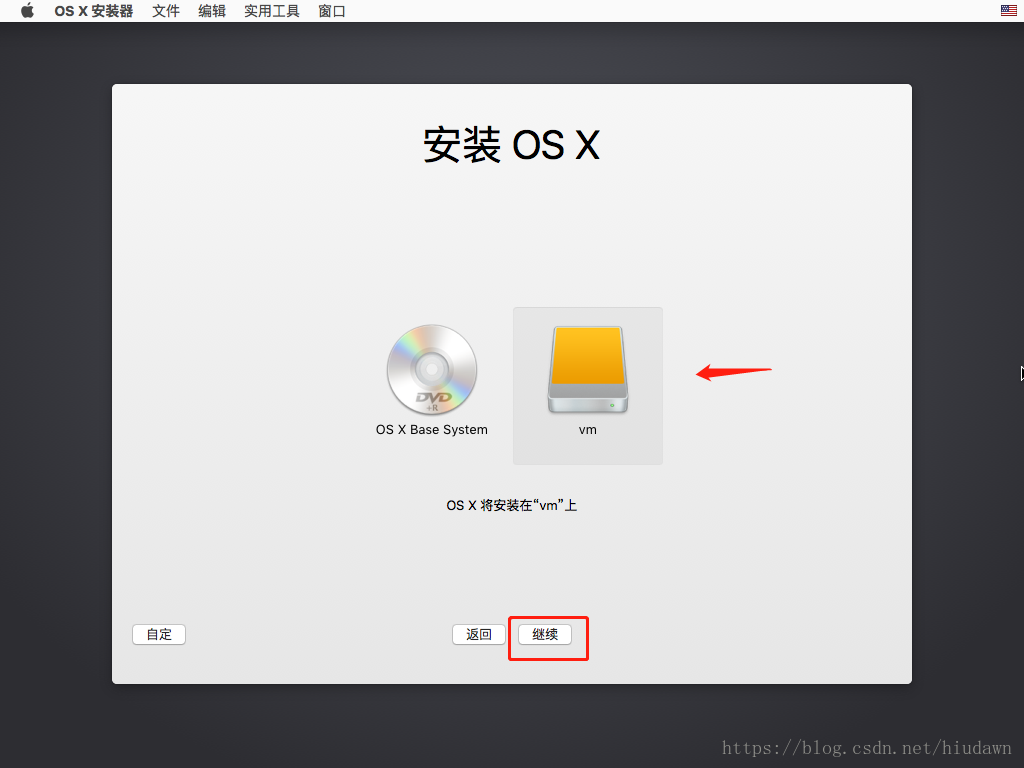 OS X 安装器 文件 编辑 实用工具 窗口
安装 OS X
DVD
+R
OS X Base System
vm
OS X 将安装在“vm”上
自定
返回
继续
https://blog.csdn.net/hiudawn